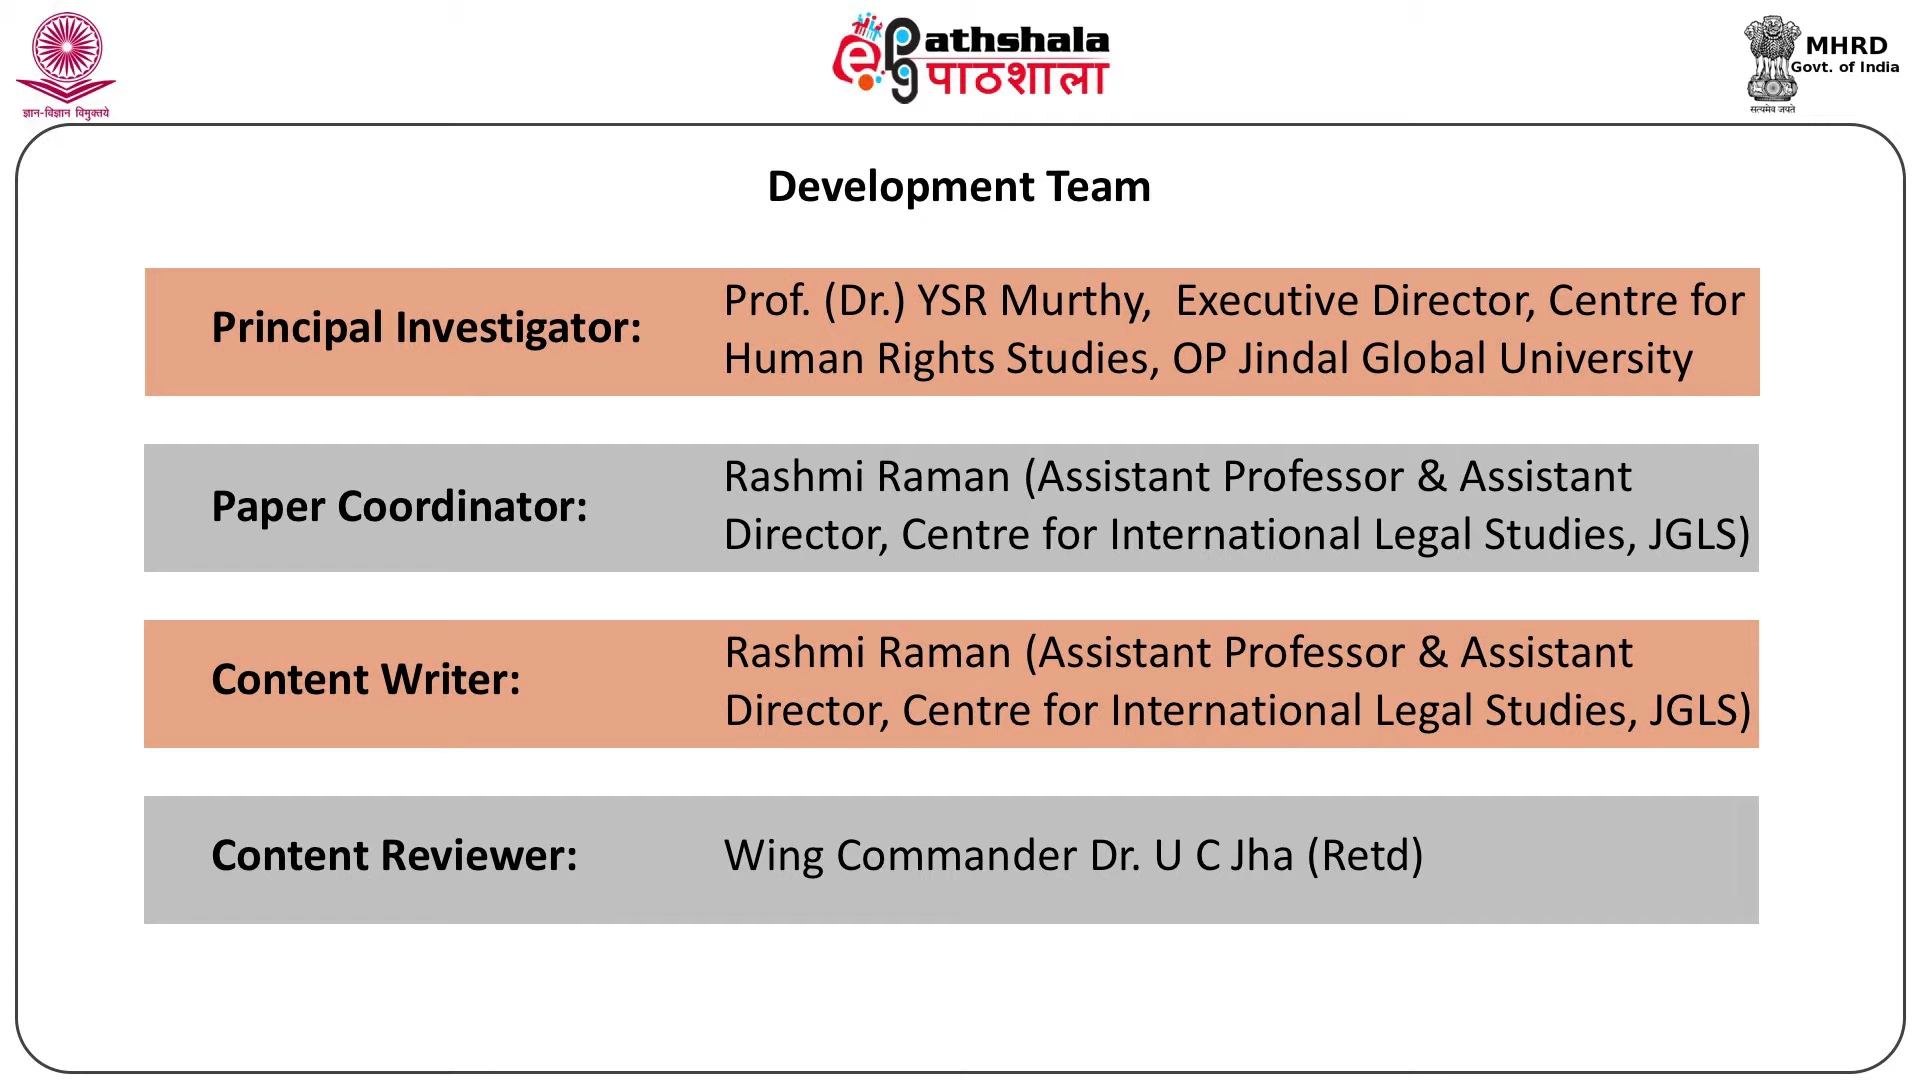 ज्ञान-विज्ञान विमुक्तये
ePG Pathshala
पाठशाला
MHRD
Govt. of India
सत्यमेव जयते
Development Team
Principal Investigator:
Prof. (Dr.) YSR Murthy, Executive Director, Centre for
Human Rights Studies, OP Jindal Global University
Paper Coordinator:
Rashmi Raman (Assistant Professor & Assistant
Director, Centre for International Legal Studies, JGLS)
Content Writer:
Rashmi Raman (Assistant Professor & Assistant
Director, Centre for International Legal Studies, JGLS)
Content Reviewer:
Wing Commander Dr. U C Jha (Retd)